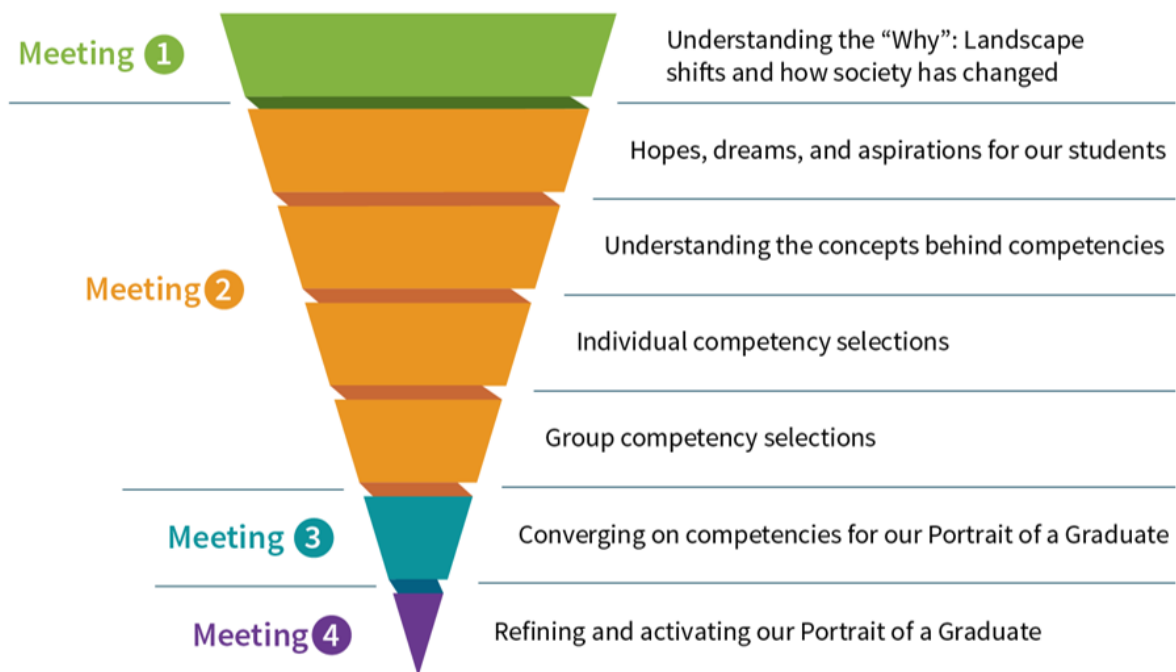 Meeting 1
Understanding the “Why”: Landscape
shifts and how society has changed
Meeting 2
Hopes, dreams, and aspirations for our students
Understanding the concepts behind competencies
Individual competency selections
Group competency selections
Meeting 3
Converging on competencies for our Portrait of a Graduate
Meeting 4
Refining and activating our Portrait of a Graduate